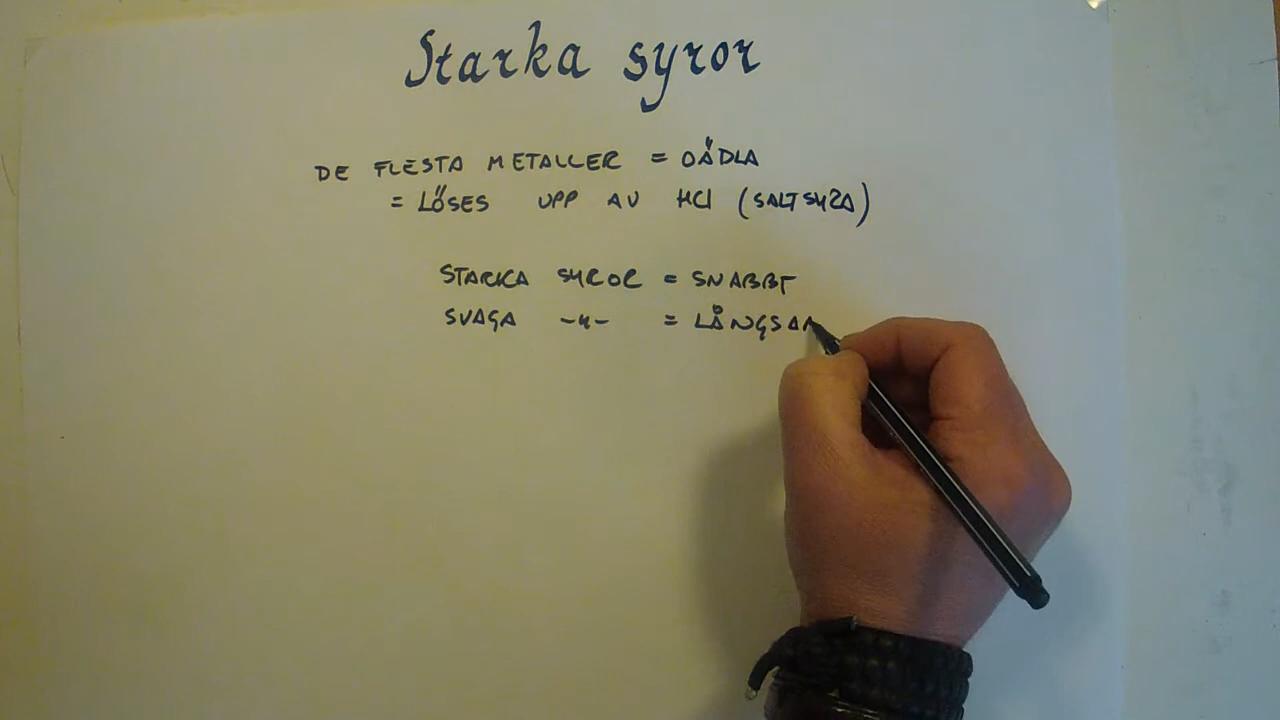 Starka syror
DE FLESTA METALLER = OÄDLA
= LÖSES UPP AV HCl (SALTSYRA)
STARKA SYROR = SNABBT
SVAGA -"- = LÅNGSAM